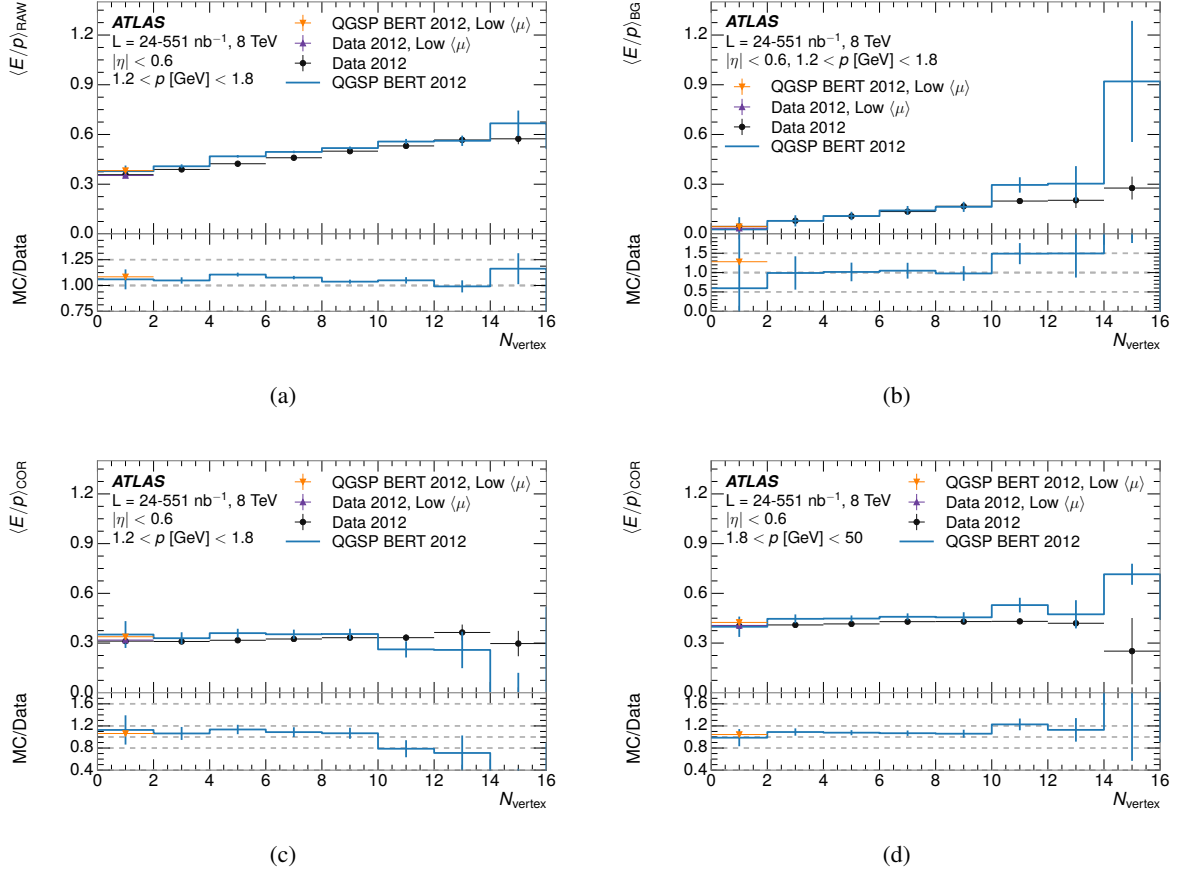 ⟨E/p⟩RAW
ATLAS
L = 24-551 nb⁻¹, 8 TeV
|η| < 0.6
1.2 < p [GeV] < 1.8
QGSP BERT 2012, Low ⟨μ⟩
Data 2012, Low ⟨μ⟩
Data 2012
QGSP BERT 2012
1.2
0.9
0.6
0.3
0.0
MC/Data
1.25
1.00
0.75
0 2 4 6 8 10 12 14 16
Nvertex
(a)
⟨E/p⟩BG
ATLAS
L = 24-551 nb⁻¹, 8 TeV
|η| < 0.6, 1.2 < p [GeV] < 1.8
QGSP BERT 2012, Low ⟨μ⟩
Data 2012, Low ⟨μ⟩
Data 2012
QGSP BERT 2012
1.2
0.9
0.6
0.3
0.0
MC/Data
1.5
1.0
0.5
0.0
0 2 4 6 8 10 12 14 16
Nvertex
(b)
⟨E/p⟩COR
ATLAS
L = 24-551 nb⁻¹, 8 TeV
|η| < 0.6
1.2 < p [GeV] < 1.8
QGSP BERT 2012, Low ⟨μ⟩
Data 2012, Low ⟨μ⟩
Data 2012
QGSP BERT 2012
1.2
0.9
0.6
0.3
0.0
MC/Data
1.6
1.2
0.8
0.4
0 2 4 6 8 10 12 14 16
Nvertex
(c)
⟨E/p⟩COR
ATLAS
L = 24-551 nb⁻¹, 8 TeV
|η| < 0.6
1.8 < p [GeV] < 50
QGSP BERT 2012, Low ⟨μ⟩
Data 2012, Low ⟨μ⟩
Data 2012
QGSP BERT 2012
1.2
0.9
0.6
0.3
0.0
MC/Data
1.6
1.2
0.8
0.4
0 2 4 6 8 10 12 14 16
Nvertex
(d)